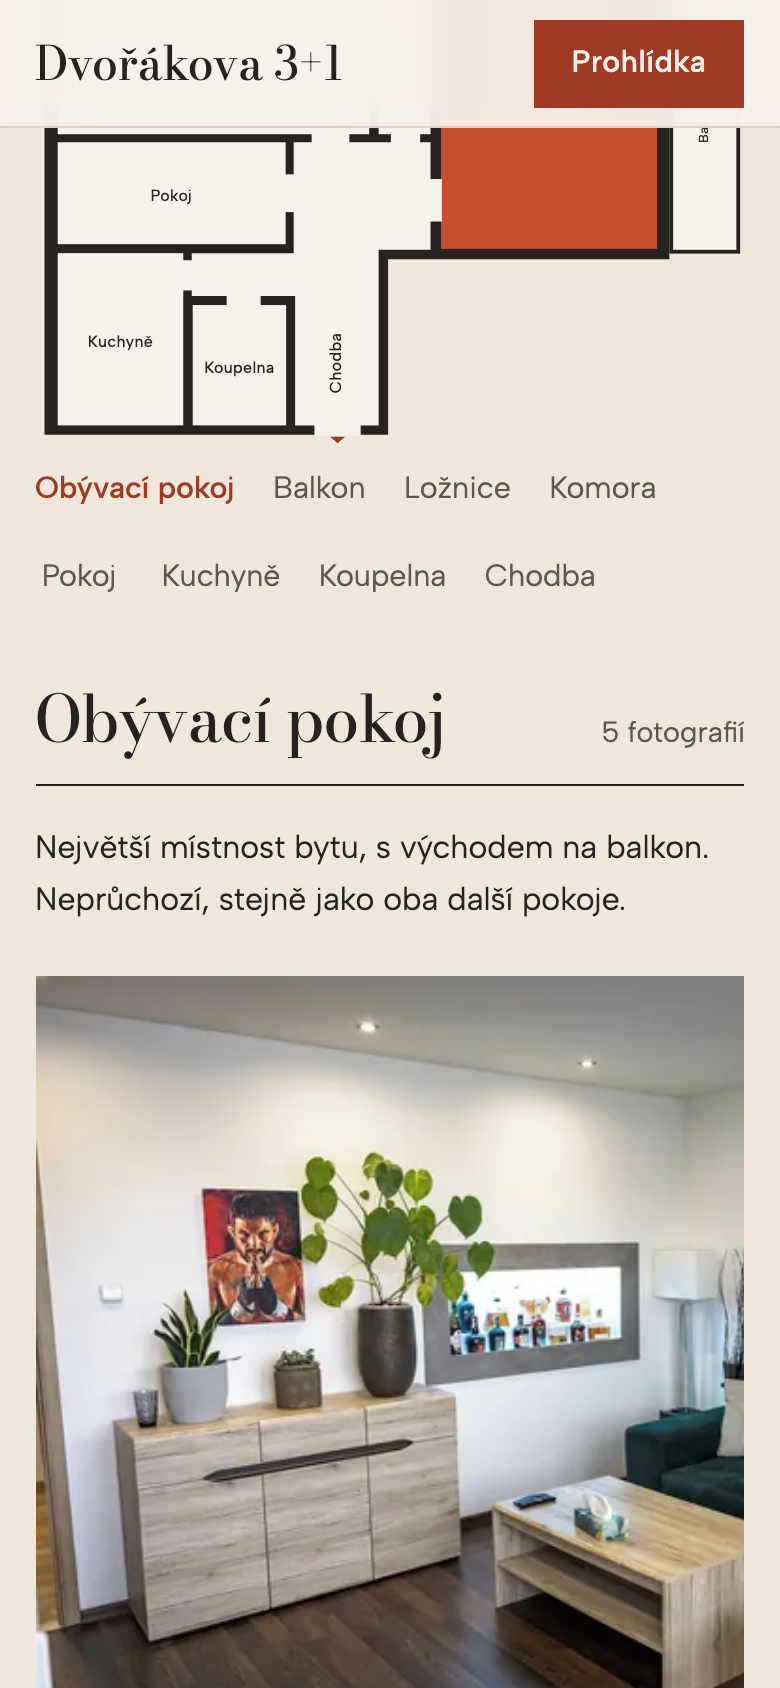 Dvořákova 3+1
Prohlídka
Pokoj
Kuchyně
Koupelna
Chodba
Obývací pokoj
Balkon
Ložnice
Komora
Pokoj
Kuchyně
Koupelna
Chodba
Obývací pokoj
5 fotografií
Největší místnost bytu, s východem na balkon.
Neprůchozí, stejně jako oba další pokoje.